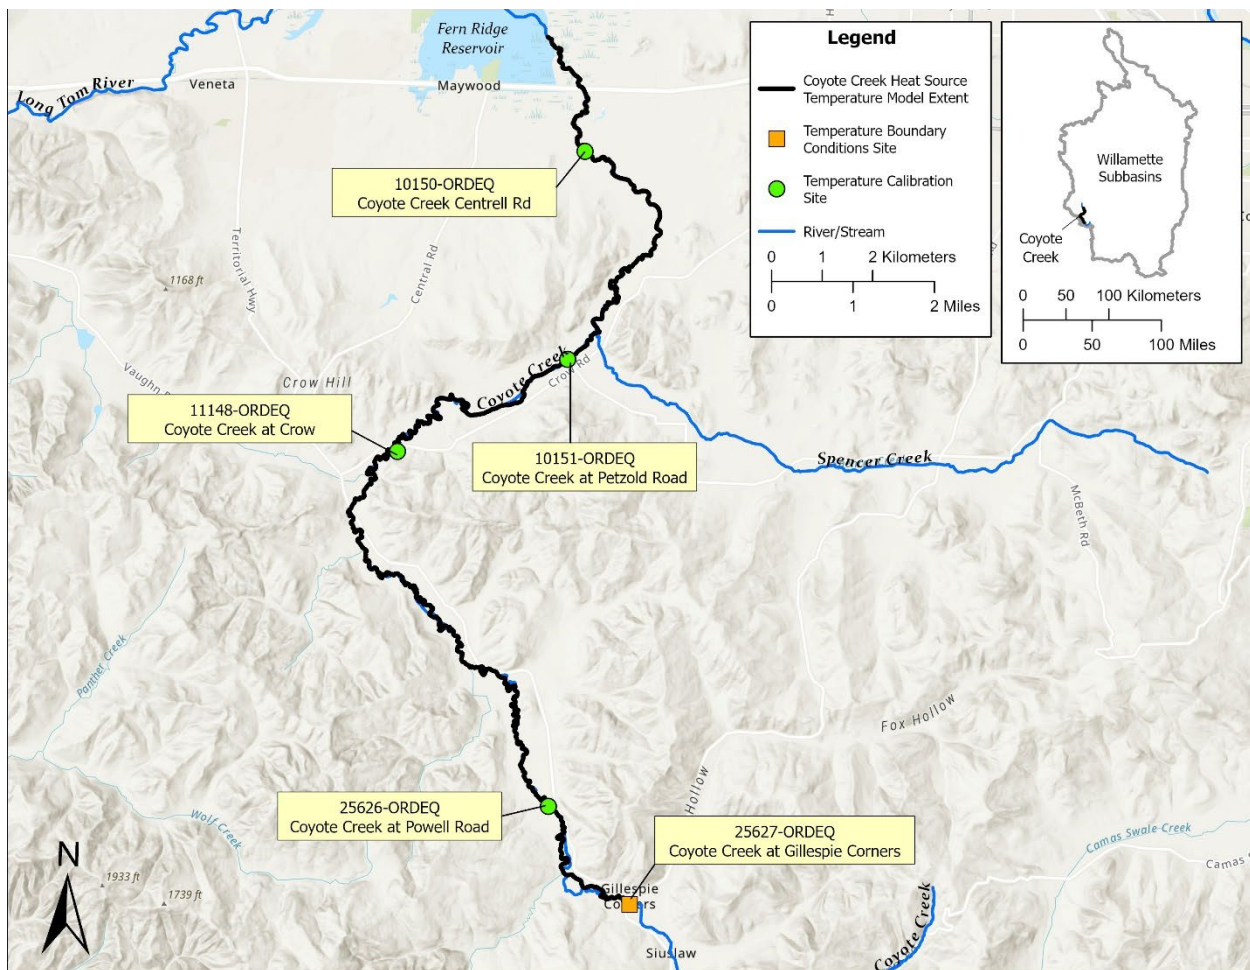 Fern Ridge
Reservoir
Long Tom River
Veneta
Maywood
10150-ORDEQ
Coyote Creek Centrell Rd
Territorial Hwy
Central Rd
1168 ft
Vaughn
Crow Hill
Coyote Creek
Crow Rd
11148-ORDEQ
Coyote Creek at Crow
10151-ORDEQ
Coyote Creek at Petzold Road
Spencer Creek
McBeth Rd
Panther Creek
Fox Hollow
Hollow
Wolf Creek
25626-ORDEQ
Coyote Creek at Powell Road
25627-ORDEQ
Coyote Creek at Gillespie Corners
Camas Swale Creek
Camas S
N
1933 ft
1739 ft
Gillespie
Corners
Siuslaw
Coyote Creek
Legend
Coyote Creek Heat Source
Temperature Model Extent
Temperature Boundary
Conditions Site
Temperature Calibration
Site
River/Stream
0 1 2 Kilometers
0 1 2 Miles
Willamette
Subbasins
Coyote
Creek
0 50 100 Kilometers
0 50 100 Miles